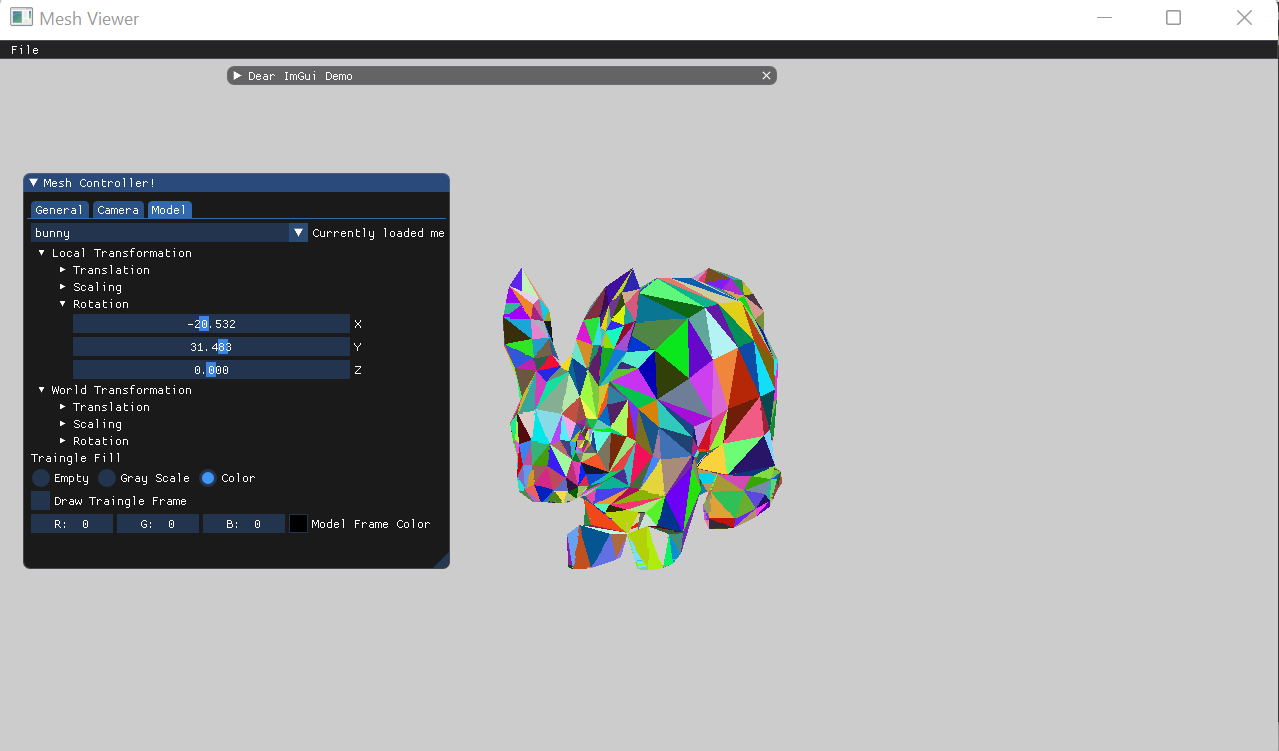 Mesh Viewer
File
Dear ImGui Demo
Mesh Controller!
General Camera Model
bunny Currently loaded me
Local Transformation
Translation
Scaling
Rotation
-20.532 X
31.483 Y
0.000 Z
World Transformation
Translation
Scaling
Rotation
Traingle Fill
Empty Gray Scale Color
Draw Traingle Frame
R: 0 G: 0 B: 0 Model Frame Color